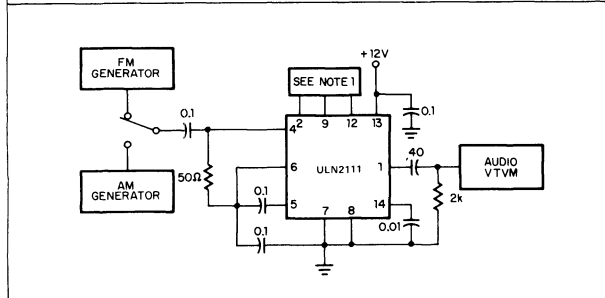 FM
GENERATOR
AM
GENERATOR
0.1
50Ω
0.1
0.1
SEE NOTE 1
+12V
0.1
2 9 12 13
4
6
5
ULN2111
1
14
7 8
.40
0.01
2k
AUDIO
VTVM